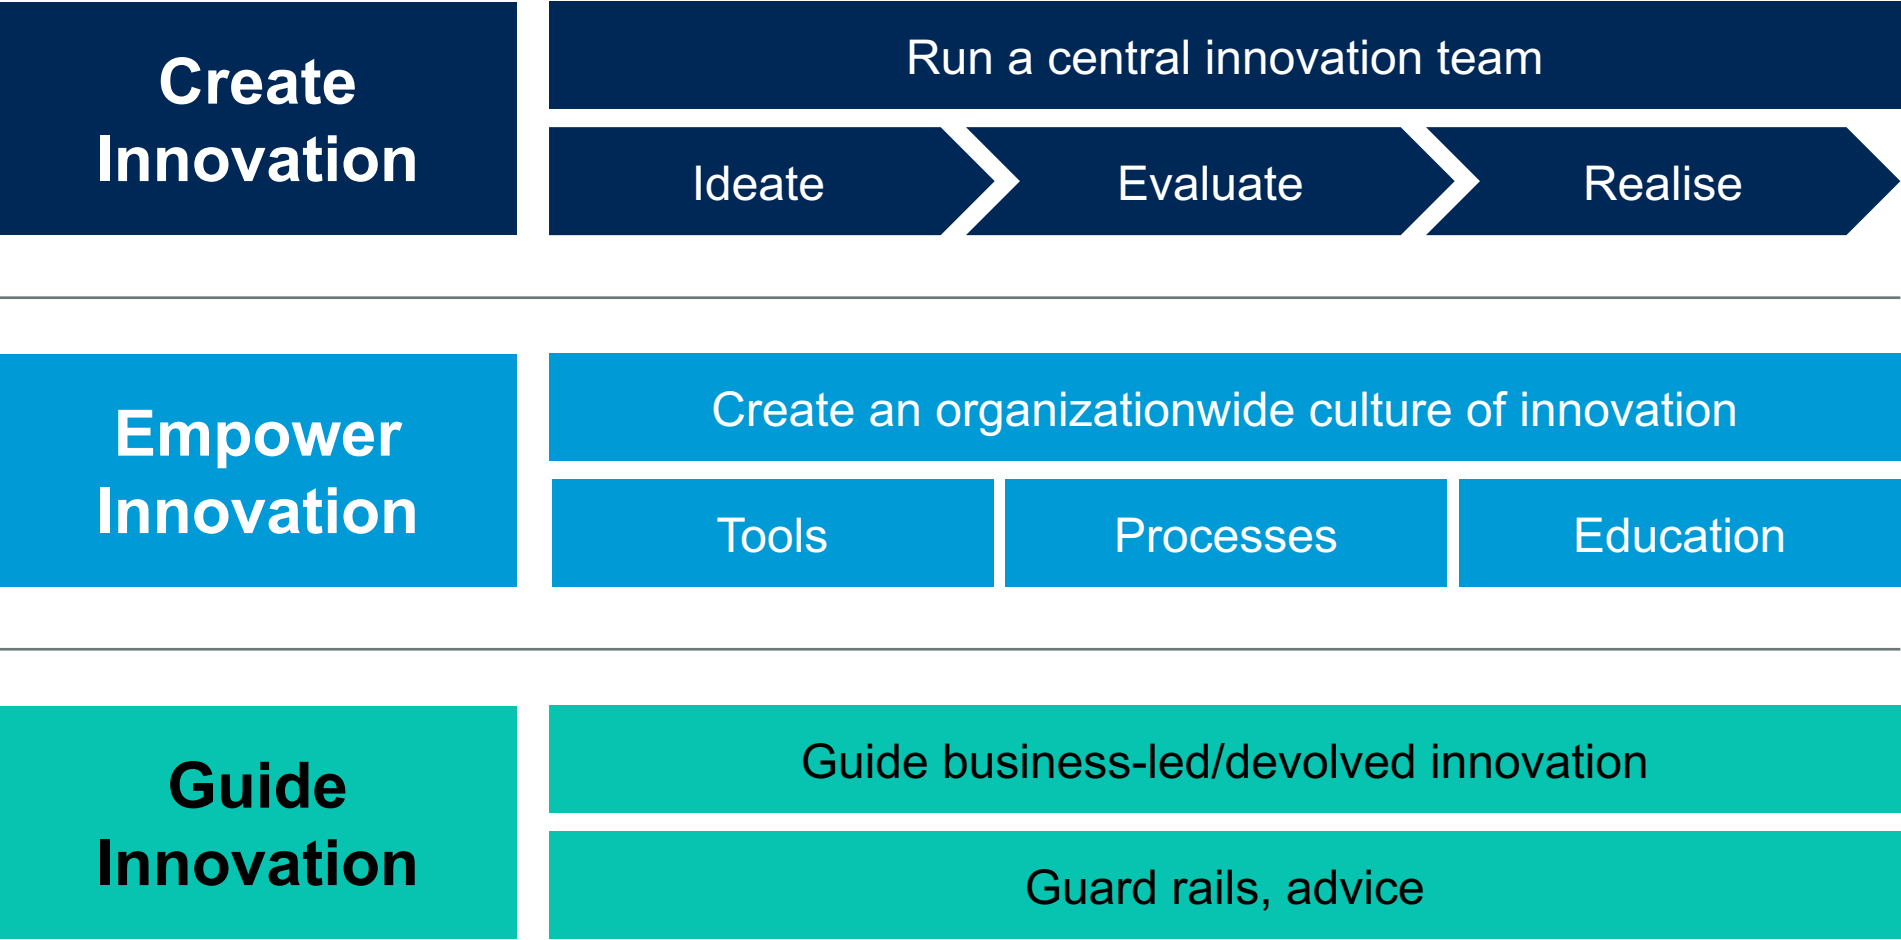 Create
Innovation
Run a central innovation team
Ideate
Evaluate
Realise
Empower
Innovation
Create an organizationwide culture of innovation
Tools
Processes
Education
Guide
Innovation
Guide business-led/devolved innovation
Guard rails, advice